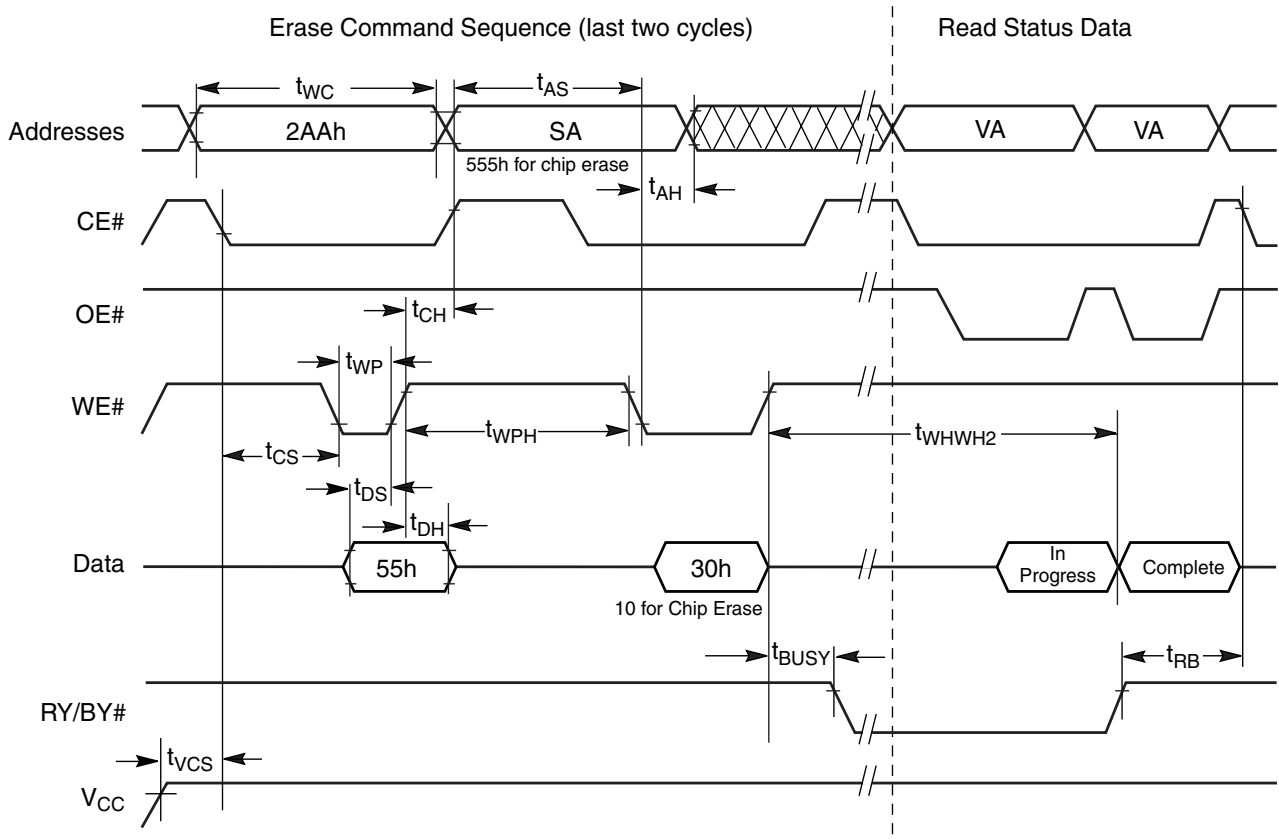 Erase Command Sequence (last two cycles)
Read Status Data
tWC
tAS
Addresses
2AAh
SA
VA
VA
555h for chip erase
tAH
CE#
OE#
tCH
tWP
WE#
tWPH
tWHWH2
tCS
tDS
tDH
Data
55h
30h
In
Progress
Complete
10 for Chip Erase
tBUSY
tRB
RY/BY#
tVCS
VCC